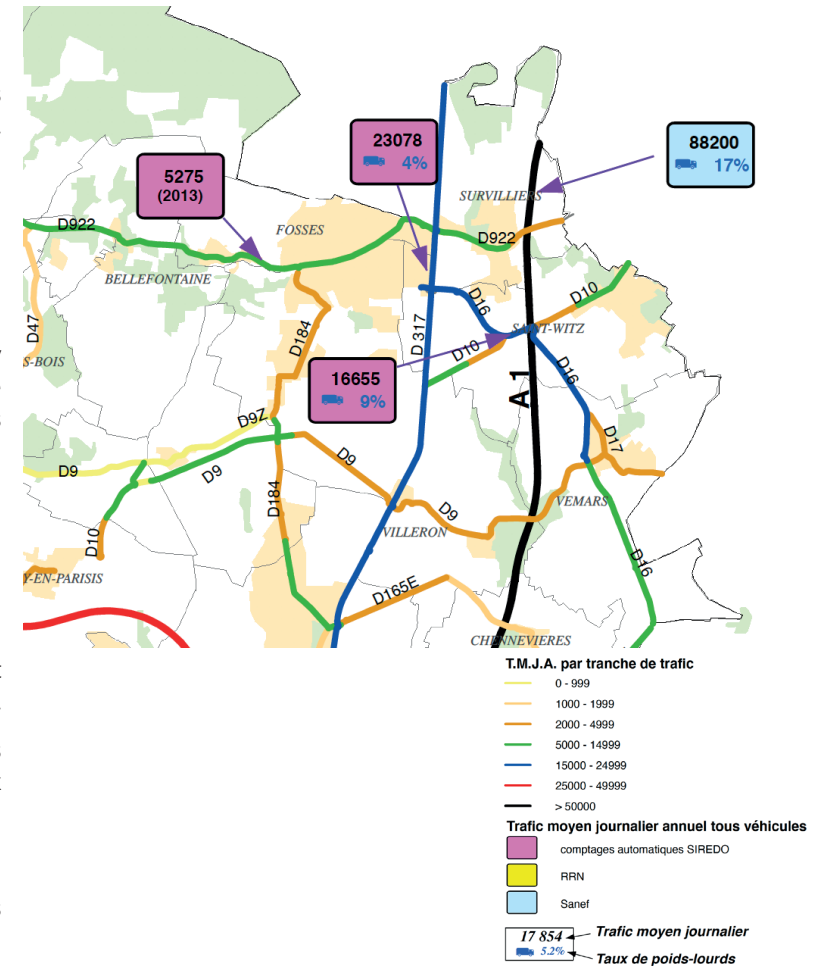 23078
4%
88200
17%
5275
(2013)
SURVILLIERS
D922
FOSSES
D922
BELLEFONTAINE
D10
D16
D47
D184
D 317
SAINT-WITZ
S-BOIS
D10
D16
16655
9%
A 1
D9Z
D17
D9
D9
D9
D184
D9
VEMARS
VILLERON
D10
D16
Y-EN-PARISIS
D165E
CHENNEVIERES
T.M.J.A. par tranche de trafic
0 - 999
1000 - 1999
2000 - 4999
5000 - 14999
15000 - 24999
25000 - 49999
> 50000
Trafic moyen journalier annuel tous véhicules
comptages automatiques SIREDO
RRN
Sanef
17 854
Trafic moyen journalier
5.2%
Taux de poids-lourds